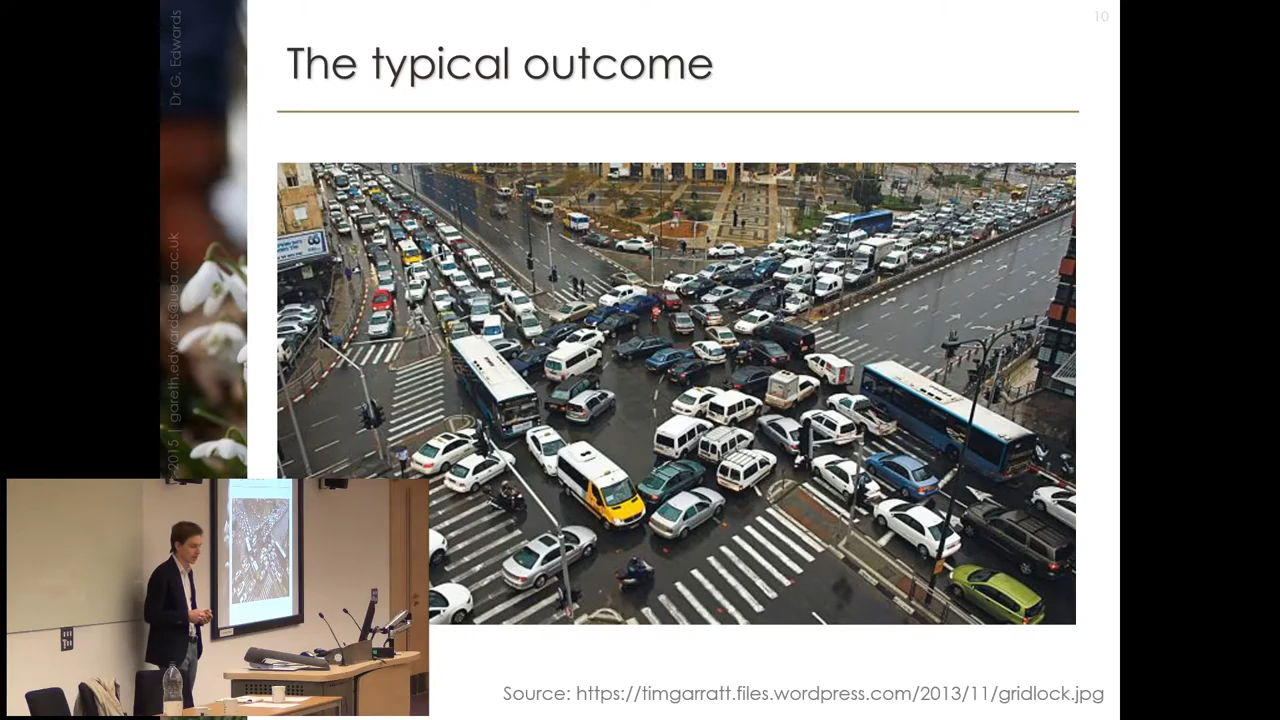 10
The typical outcome
Dr G. Edwards
2015 | gareth.edwards@uea.ac.uk
Source: https://timgarratt.files.wordpress.com/2013/11/gridlock.jpg